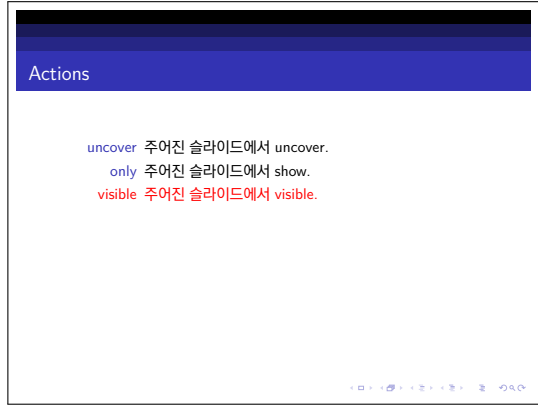 Actions
uncover 주어진 슬라이드에서 uncover.
only 주어진 슬라이드에서 show.
visible 주어진 슬라이드에서 visible.